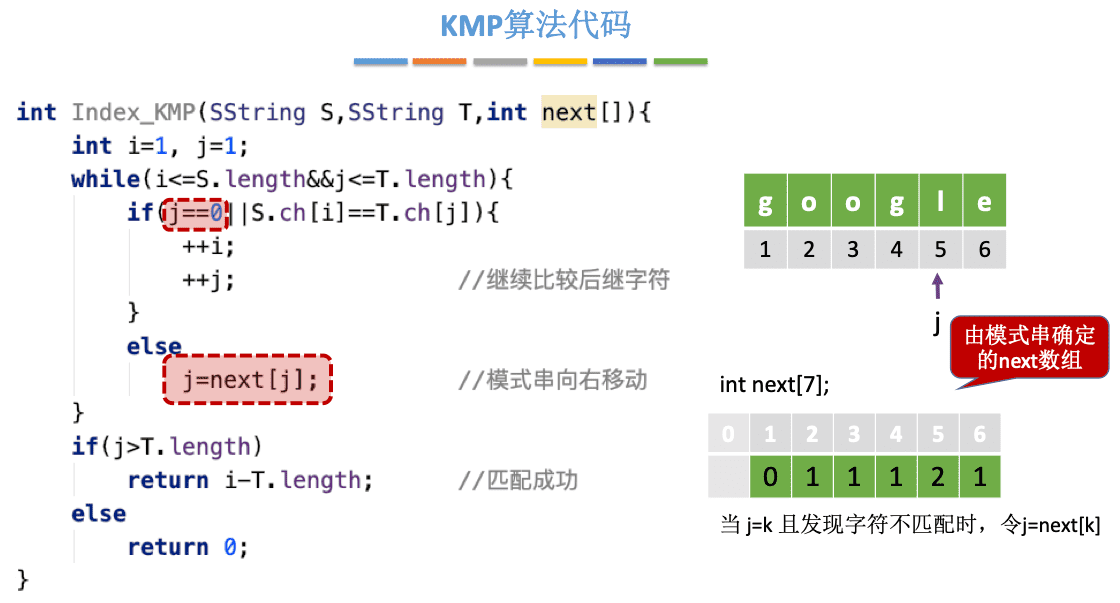 KMP算法代码
int Index_KMP(SString S,SString T,int next[]){
int i=1, j=1;
while(i<=S.length&&j<=T.length){
if(j==0||S.ch[i]==T.ch[j]){
++i;
++j; //继续比较后继字符
}
else
j=next[j]; //模式串向右移动
}
if(j>T.length)
return i-T.length; //匹配成功
else
return 0;
}
g o o g l e
1 2 3 4 5 6
j
由模式串确定
的next数组
int next[7];
0 1 2 3 4 5 6
0 1 1 1 2 1
当 j=k 且发现字符不匹配时，令j=next[k]